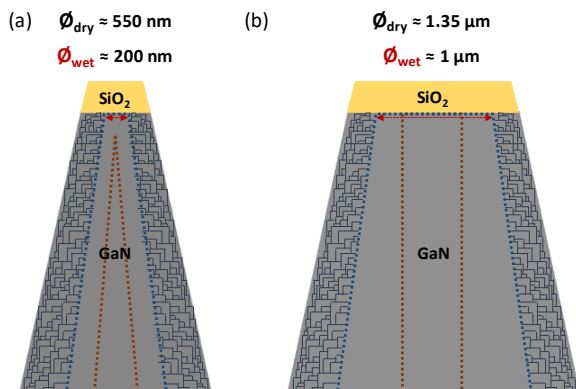 (a)
Ø_dry ≈ 550 nm
Ø_wet ≈ 200 nm
SiO₂
GaN
(b)
Ø_dry ≈ 1.35 µm
Ø_wet ≈ 1 µm
SiO₂
GaN